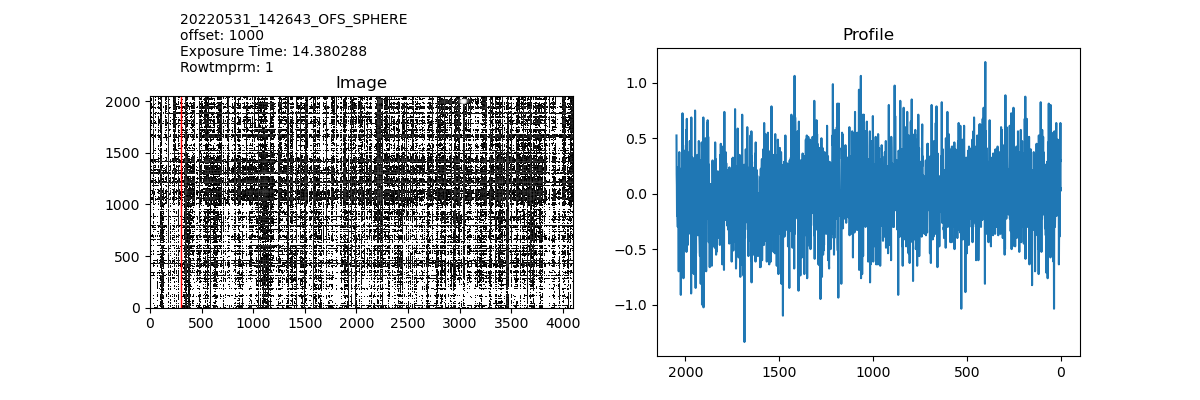 20220531_142643_OFS_SPHERE
offset: 1000
Exposure Time: 14.380288
Rowtmprm: 1
Image
2000
1500
1000
500
0
0 500 1000 1500 2000 2500 3000 3500 4000
Profile
1.0
0.5
0.0
−0.5
−1.0
2000 1500 1000 500 0